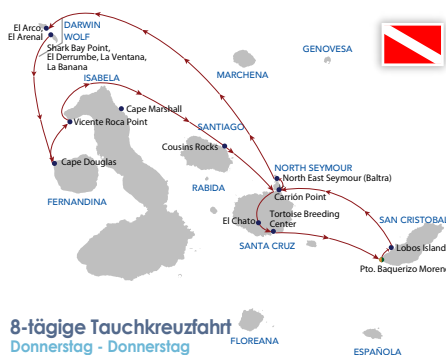 El Arco,
El Arenal
DARWIN
WOLF
Shark Bay Point,
El Derrumbe, La Ventana,
La Banana
GENOVESA
MARCHENA
ISABELA
Cape Marshall
Vicente Roca Point
SANTIAGO
Cousins Rocks
Cape Douglas
FERNANDINA
RABIDA
NORTH SEYMOUR
North East Seymour (Baltra)
Carrión Point
El Chato
Tortoise Breeding
Center
SANTA CRUZ
SAN CRISTOBAL
Lobos Island
Pto. Baquerizo Moreno
8-tägige Tauchkreuzfahrt
Donnerstag - Donnerstag
FLOREANA
ESPAÑOLA